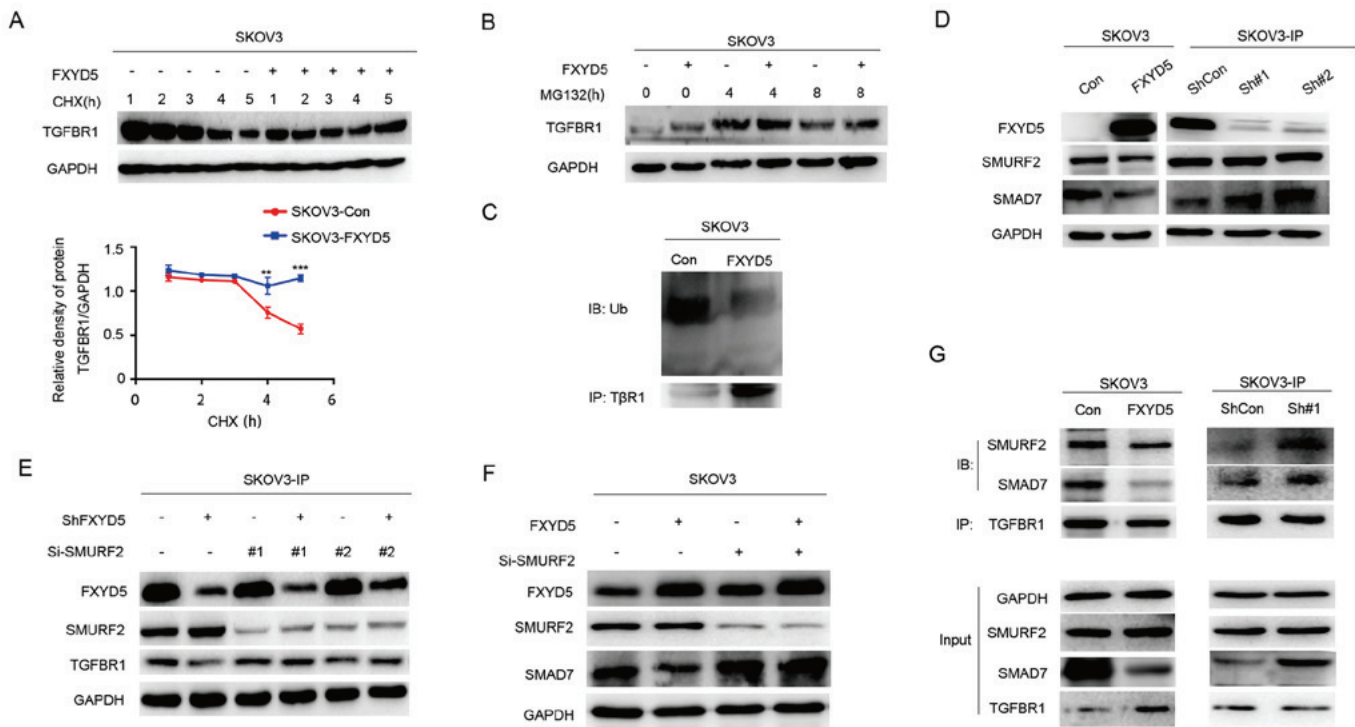 A
SKOV3
FXYD5 - - - - - + + + + +
CHX(h) 1 2 3 4 5 1 2 3 4 5
TGFBR1
GAPDH
SKOV3-Con
SKOV3-FXYD5
Relative density of protein
TGFBR1/GAPDH
1.5
1.0
0.5
0
** ***
0 2 4 6
CHX (h)
B
SKOV3
FXYD5 - + - + - +
MG132(h) 0 0 4 4 8 8
TGFBR1
GAPDH
C
SKOV3
Con FXYD5
IB: Ub
IP: TβR1
D
SKOV3 SKOV3-IP
Con FXYD5 ShCon Sh#1 Sh#2
FXYD5
SMURF2
SMAD7
GAPDH
E
SKOV3-IP
ShFXYD5 - + - + - +
Si-SMURF2 - - #1 #1 #2 #2
FXYD5
SMURF2
TGFBR1
GAPDH
F
SKOV3
FXYD5 - + - +
Si-SMURF2 - - + +
FXYD5
SMURF2
SMAD7
GAPDH
G
SKOV3 SKOV3-IP
Con FXYD5 ShCon Sh#1
SMURF2
IB:
SMAD7
IP: TGFBR1
GAPDH
SMURF2
Input
SMAD7
TGFBR1